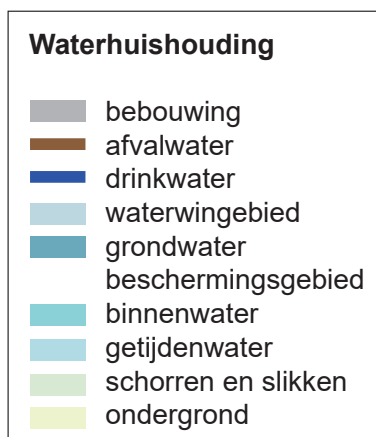 Waterhuishouding
bebouwing
afvalwater
drinkwater
waterwingebied
grondwater
beschermingsgebied
binnenwater
getijdenwater
schorren en slikken
ondergrond